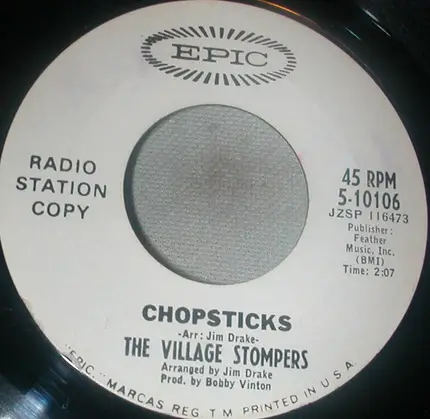 EPIC
RADIO
STATION
COPY
45 RPM
5-10106
JZSP 116473
Publisher:
Feather
Music, Inc.
(BMI)
Time: 2:07
CHOPSTICKS
-Arr: Jim Drake-
THE VILLAGE STOMPERS
Arranged by Jim Drake
Prod. by Bobby Vinton
"EPIC," MARCAS REG. T M PRINTED IN U.S.A.